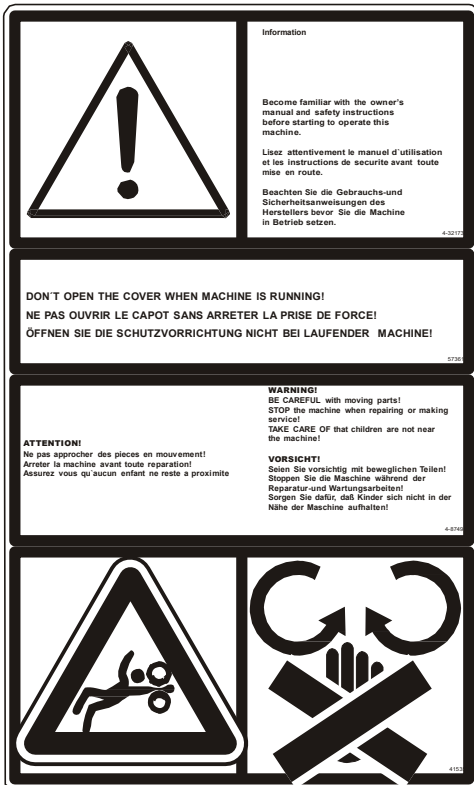 Information
Become familiar with the owner's
manual and safety instructions
before starting to operate this
machine.
Lisez attentivement le manuel d´utilisation
et les instructions de securite avant toute
mise en route.
Beachten Sie die Gebrauchs-und
Sicherheitsanweisungen des
Herstellers bevor Sie die Machine
in Betrieb setzen.
4-32173
DON´T OPEN THE COVER WHEN MACHINE IS RUNNING!
NE PAS OUVRIR LE CAPOT SANS ARRETER LA PRISE DE FORCE!
ÖFFNEN SIE DIE SCHUTZVORRICHTUNG NICHT BEI LAUFENDER MACHINE!
57361
ATTENTION!
Ne pas approcher des pieces en mouvement!
Arreter la machine avant toute reparation!
Assurez vous qu´aucun enfant ne reste a proximite
WARNING!
BE CAREFUL with moving parts!
STOP the machine when repairing or making
service!
TAKE CARE OF that children are not near
the machine!
VORSICHT!
Seien Sie vorsichtig mit beweglichen Teilen!
Stoppen Sie die Maschine während der
Reparatur-und Wartungsarbeiten!
Sorgen Sie dafür, daß Kinder sich nicht in der
Nähe der Maschine aufhalten!
4-8749
4153